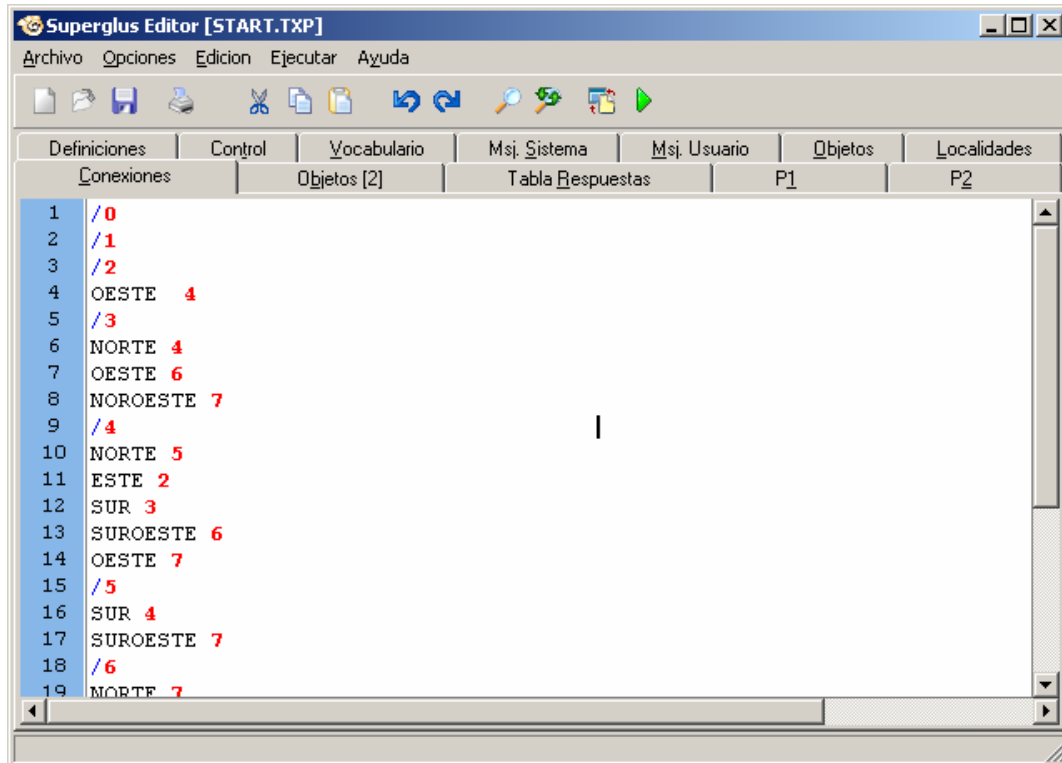 Superglus Editor [START.TXP]
Archivo Opciones Edicion Ejecutar Ayuda
Definiciones Control Vocabulario Msj. Sistema Msj. Usuario Objetos Localidades
Conexiones Objetos [2] Tabla Respuestas P1 P2
1 /0
2 /1
3 /2
4 OESTE 4
5 /3
6 NORTE 4
7 OESTE 6
8 NOROESTE 7
9 /4
10 NORTE 5
11 ESTE 2
12 SUR 3
13 SUROESTE 6
14 OESTE 7
15 /5
16 SUR 4
17 SUROESTE 7
18 /6
19 NORTE 7